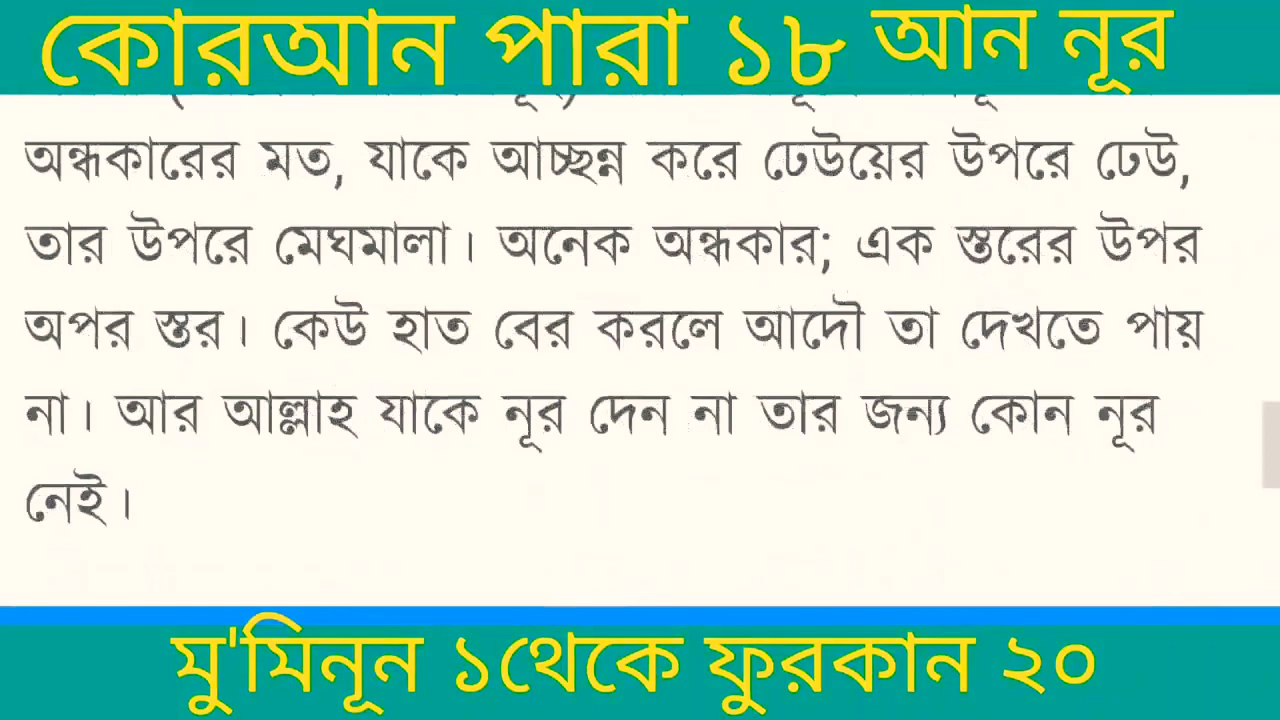 কোরআন পারা ১৮ আন নূর
অন্ধকারের মত, যাকে আচ্ছন্ন করে ঢেউয়ের উপরে ঢেউ,
তার উপরে মেঘমালা। অনেক অন্ধকার; এক স্তরের উপর
অপর স্তর। কেউ হাত বের করলে আদৌ তা দেখতে পায়
না। আর আল্লাহ যাকে নূর দেন না তার জন্য কোন নূর
নেই।
মু'মিনূন ১থেকে ফুরকান ২০